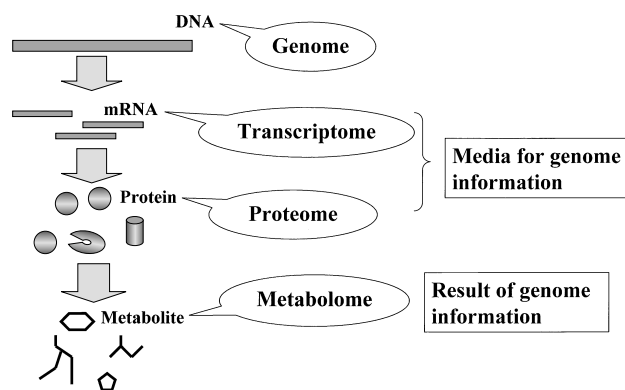 DNA
Genome
mRNA
Transcriptome
Media for genome
information
Protein
Proteome
Metabolome
Result of genome
information
Metabolite